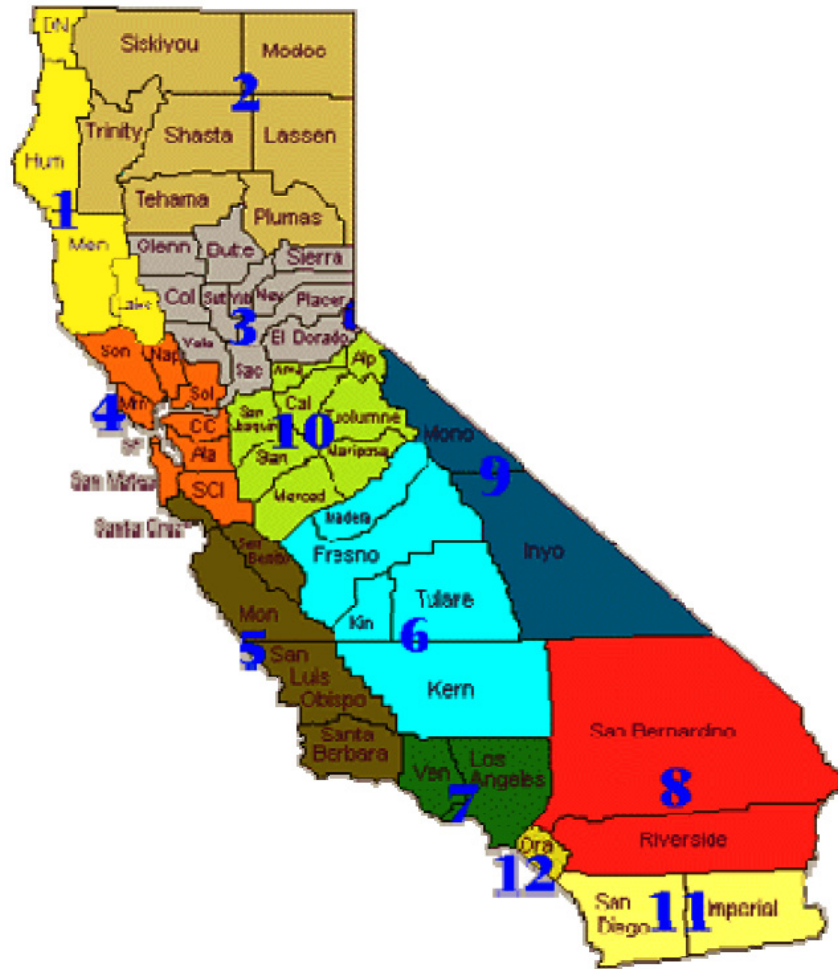 DN
Siskiyou
Modoc
2
Trinity
Shasta
Lassen
Hum
1
Tehama
Plumas
Men
Glenn
Butte
Sierra
Lake
Col
Sut
Yub
Nev
Placer
3
Yolo
El Dorado
Sac
Son
Nap
Sol
Alp
Mrn
4
CC
Cal
San
Joaquin
Tuolumne
10
Mono
SF
Ala
Stan
Mariposa
9
San Mateo
SCl
Merced
Santa Cruz
Madera
San
Benito
Fresno
Inyo
Mon
Kin
Tulare
6
5
San
Luis
Obispo
Kern
Santa
Barbara
Ven
Los
Angeles
7
San Bernardino
8
Ora
12
Riverside
San
Diego
11
Imperial